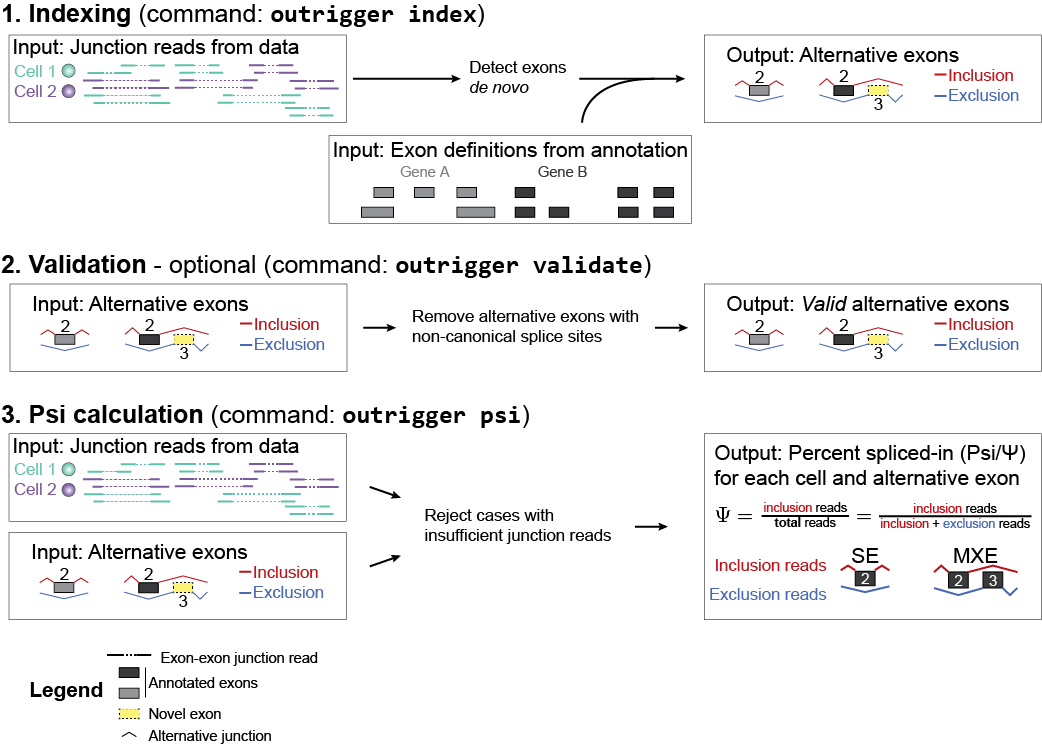 1. Indexing (command: outrigger index)
Input: Junction reads from data
Cell 1
Cell 2
Detect exons
de novo
Output: Alternative exons
2
2
3
Inclusion
Exclusion
Input: Exon definitions from annotation
Gene A
Gene B
2. Validation - optional (command: outrigger validate)
Input: Alternative exons
2
2
3
Inclusion
Exclusion
Remove alternative exons with
non-canonical splice sites
Output: Valid alternative exons
2
2
3
Inclusion
Exclusion
3. Psi calculation (command: outrigger psi)
Input: Junction reads from data
Cell 1
Cell 2
Input: Alternative exons
2
2
3
Inclusion
Exclusion
Reject cases with
insufficient junction reads
Output: Percent spliced-in (Psi/Ψ)
for each cell and alternative exon
Ψ = inclusion reads / total reads = inclusion reads / inclusion + exclusion reads
SE
MXE
Inclusion reads
Exclusion reads
2
2
3
Legend
Exon-exon junction read
Annotated exons
Novel exon
Alternative junction